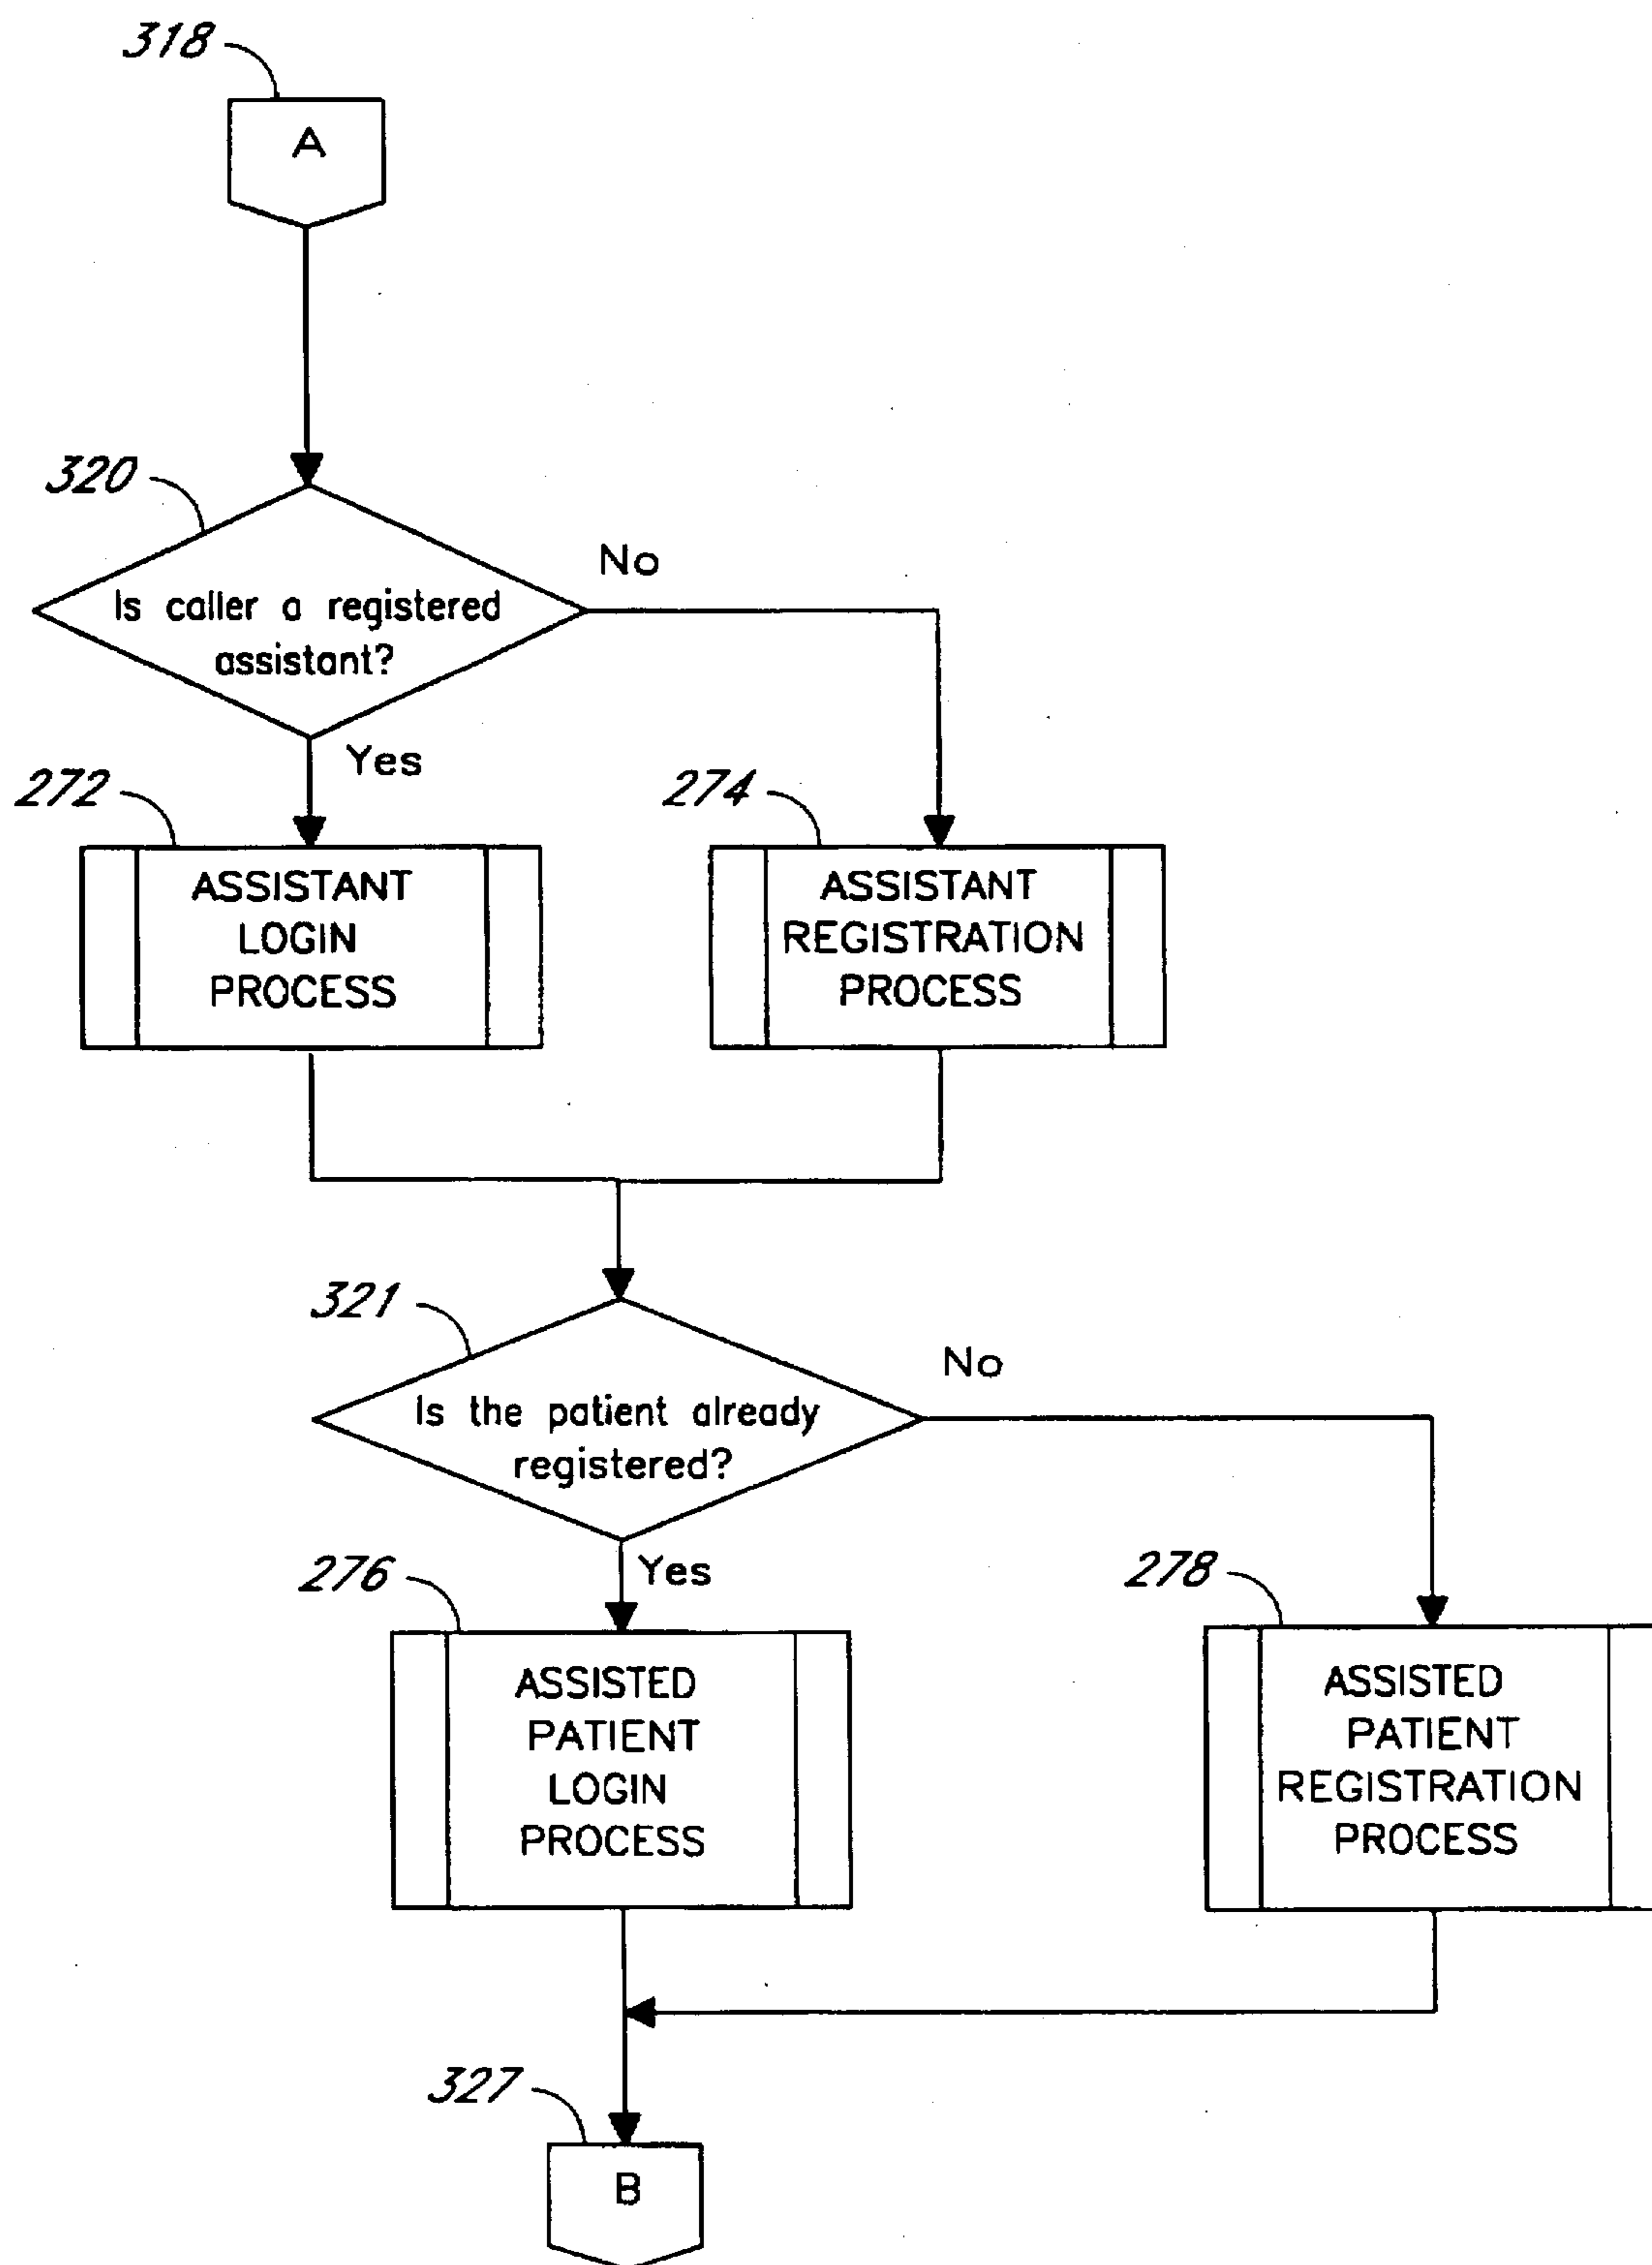 318
A
320
No
Is caller a registered
assistant?
Yes
272
274
ASSISTANT
LOGIN
PROCESS
ASSISTANT
REGISTRATION
PROCESS
321
No
Is the patient already
registered?
276
Yes
278
ASSISTED
PATIENT
LOGIN
PROCESS
ASSISTED
PATIENT
REGISTRATION
PROCESS
327
B